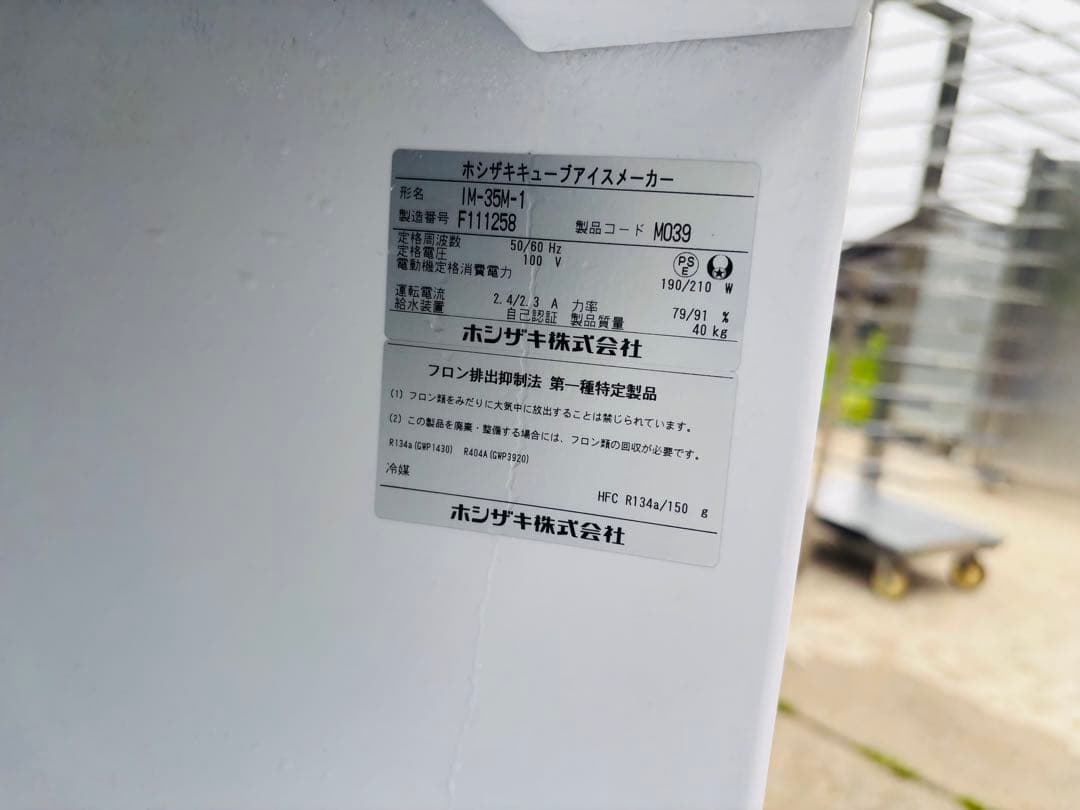 ホシザキキューブアイスメーカー
形名 IM-35M-1
製造番号 F111258 製品コード M039
定格周波数 50/60 Hz
定格電圧 100 V
PSE
電動機定格消費電力 190/210 W
運転電流 2.4/2.3 A 力率 79/91 %
給水装置 自己認証 製品質量 40 kg
ホシザキ株式会社
フロン排出抑制法 第一種特定製品
(1) フロン類をみだりに大気中に放出することは禁じられています。
(2) この製品を廃棄・整備する場合には、フロン類の回収が必要です。
R134a(GWP1430) R404A(GWP3920)
冷媒 HFC R134a/150 g
ホシザキ株式会社